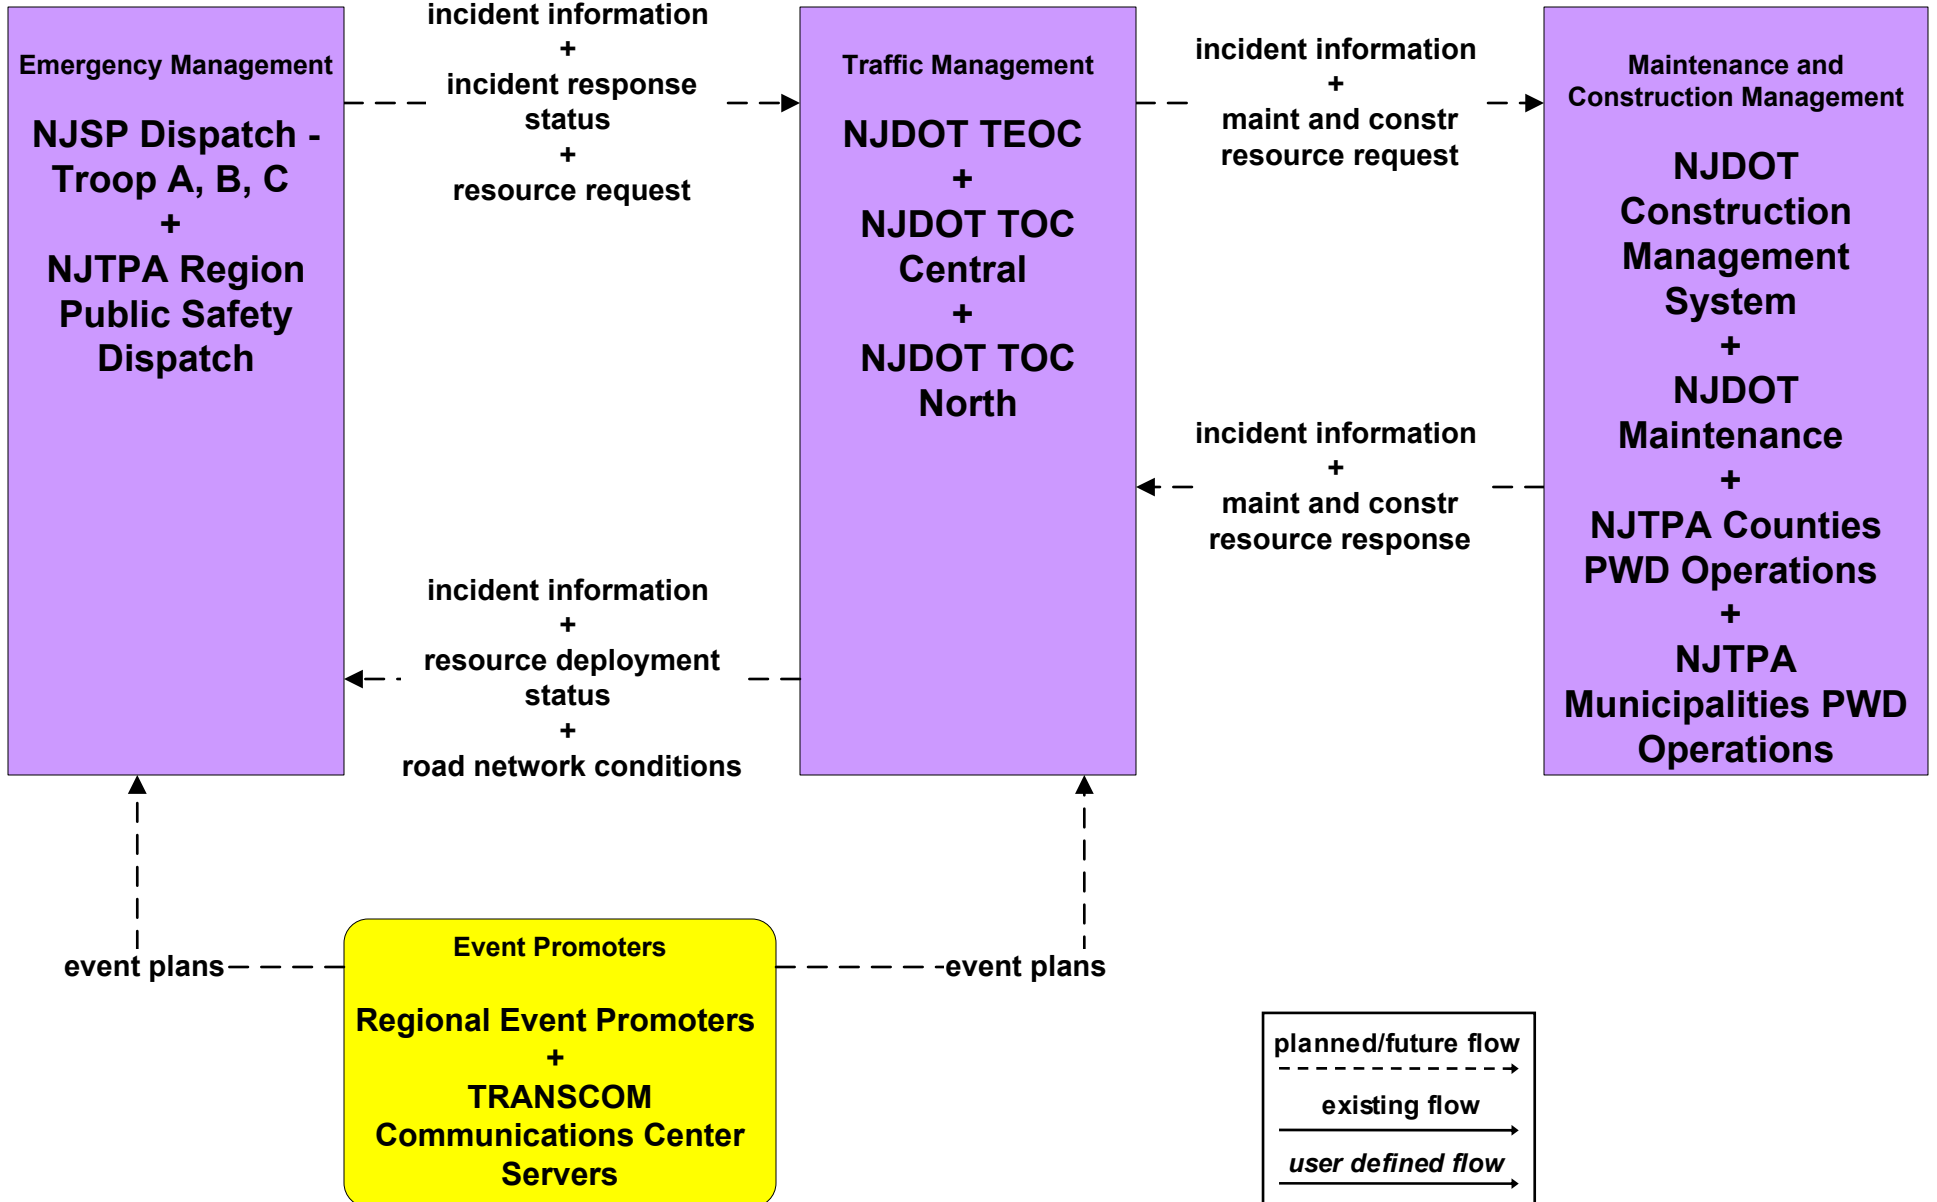 Emergency Management
NJSP Dispatch -
Troop A, B, C
+
NJTPA Region
Public Safety
Dispatch
incident information
+
incident response
status
+
resource request
Traffic Management
NJDOT TEOC
+
NJDOT TOC
Central
+
NJDOT TOC
North
incident information
+
maint and constr
resource request
Maintenance and
Construction Management
NJDOT
Construction
Management
System
+
NJDOT
Maintenance
+
NJTPA Counties
PWD Operations
+
NJTPA
Municipalities PWD
Operations
incident information
+
maint and constr
resource response
incident information
+
resource deployment
status
+
road network conditions
event plans
Event Promoters
Regional Event Promoters
+
TRANSCOM
Communications Center
Servers
event plans
planned/future flow
existing flow
user defined flow